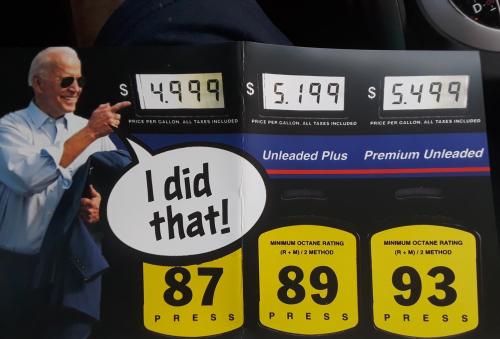 $ 4.999 $ 5.199 $ 5.499
PRICE PER GALLON. ALL TAXES INCLUDED PRICE PER GALLON. ALL TAXES INCLUDED PRICE PER GALLON. ALL TAXES INCLUDED
Unleaded Plus Premium Unleaded
I did
that!
MINIMUM OCTANE RATING MINIMUM OCTANE RATING
(R + M) / 2 METHOD (R + M) / 2 METHOD
87 89 93
PRESS PRESS PRESS
D